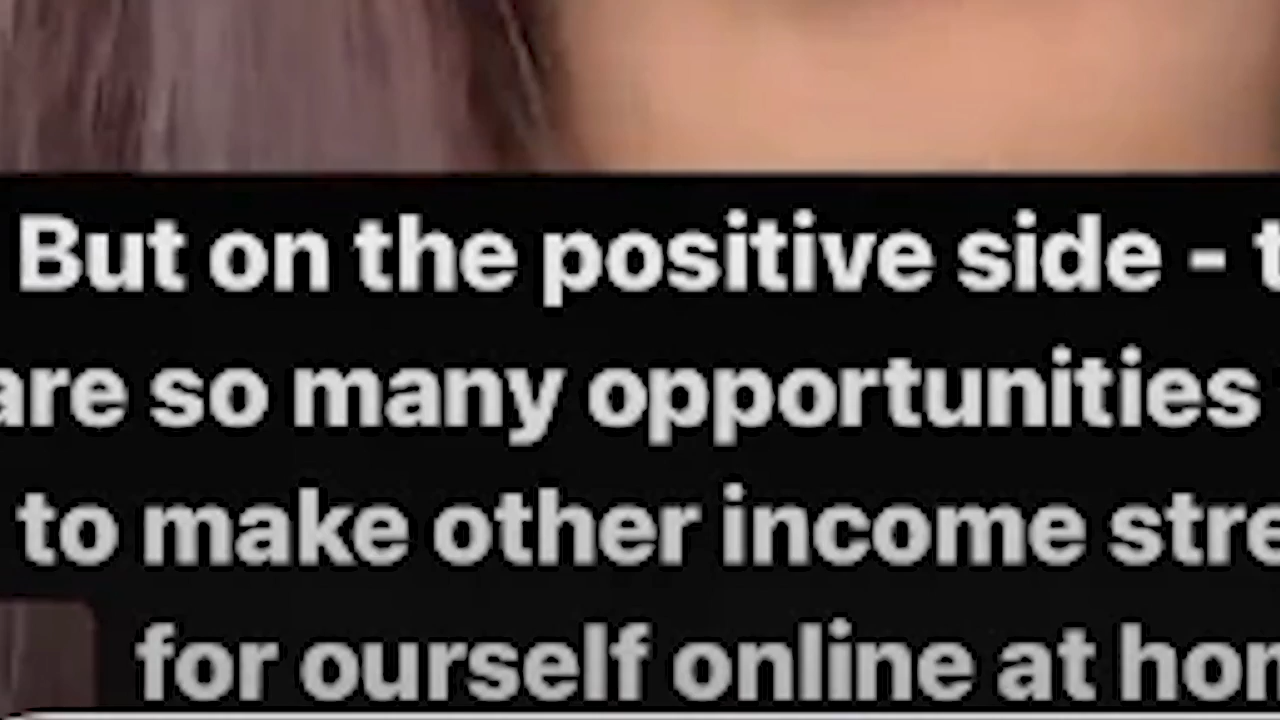 But on the positive side -
are so many opportunities
to make other income
for ourself online at